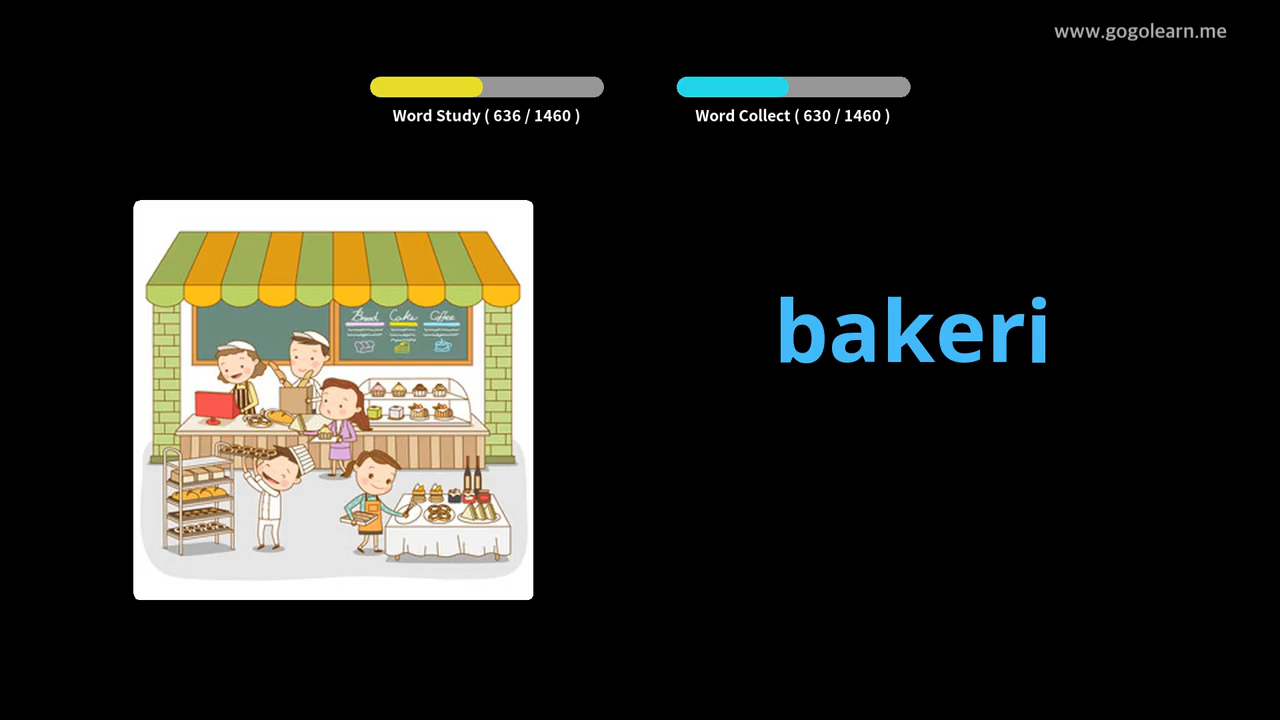 www.gogolearn.me
Word Study ( 636 / 1460 )
Word Collect ( 630 / 1460 )
Bread Cake Coffee
bakeri